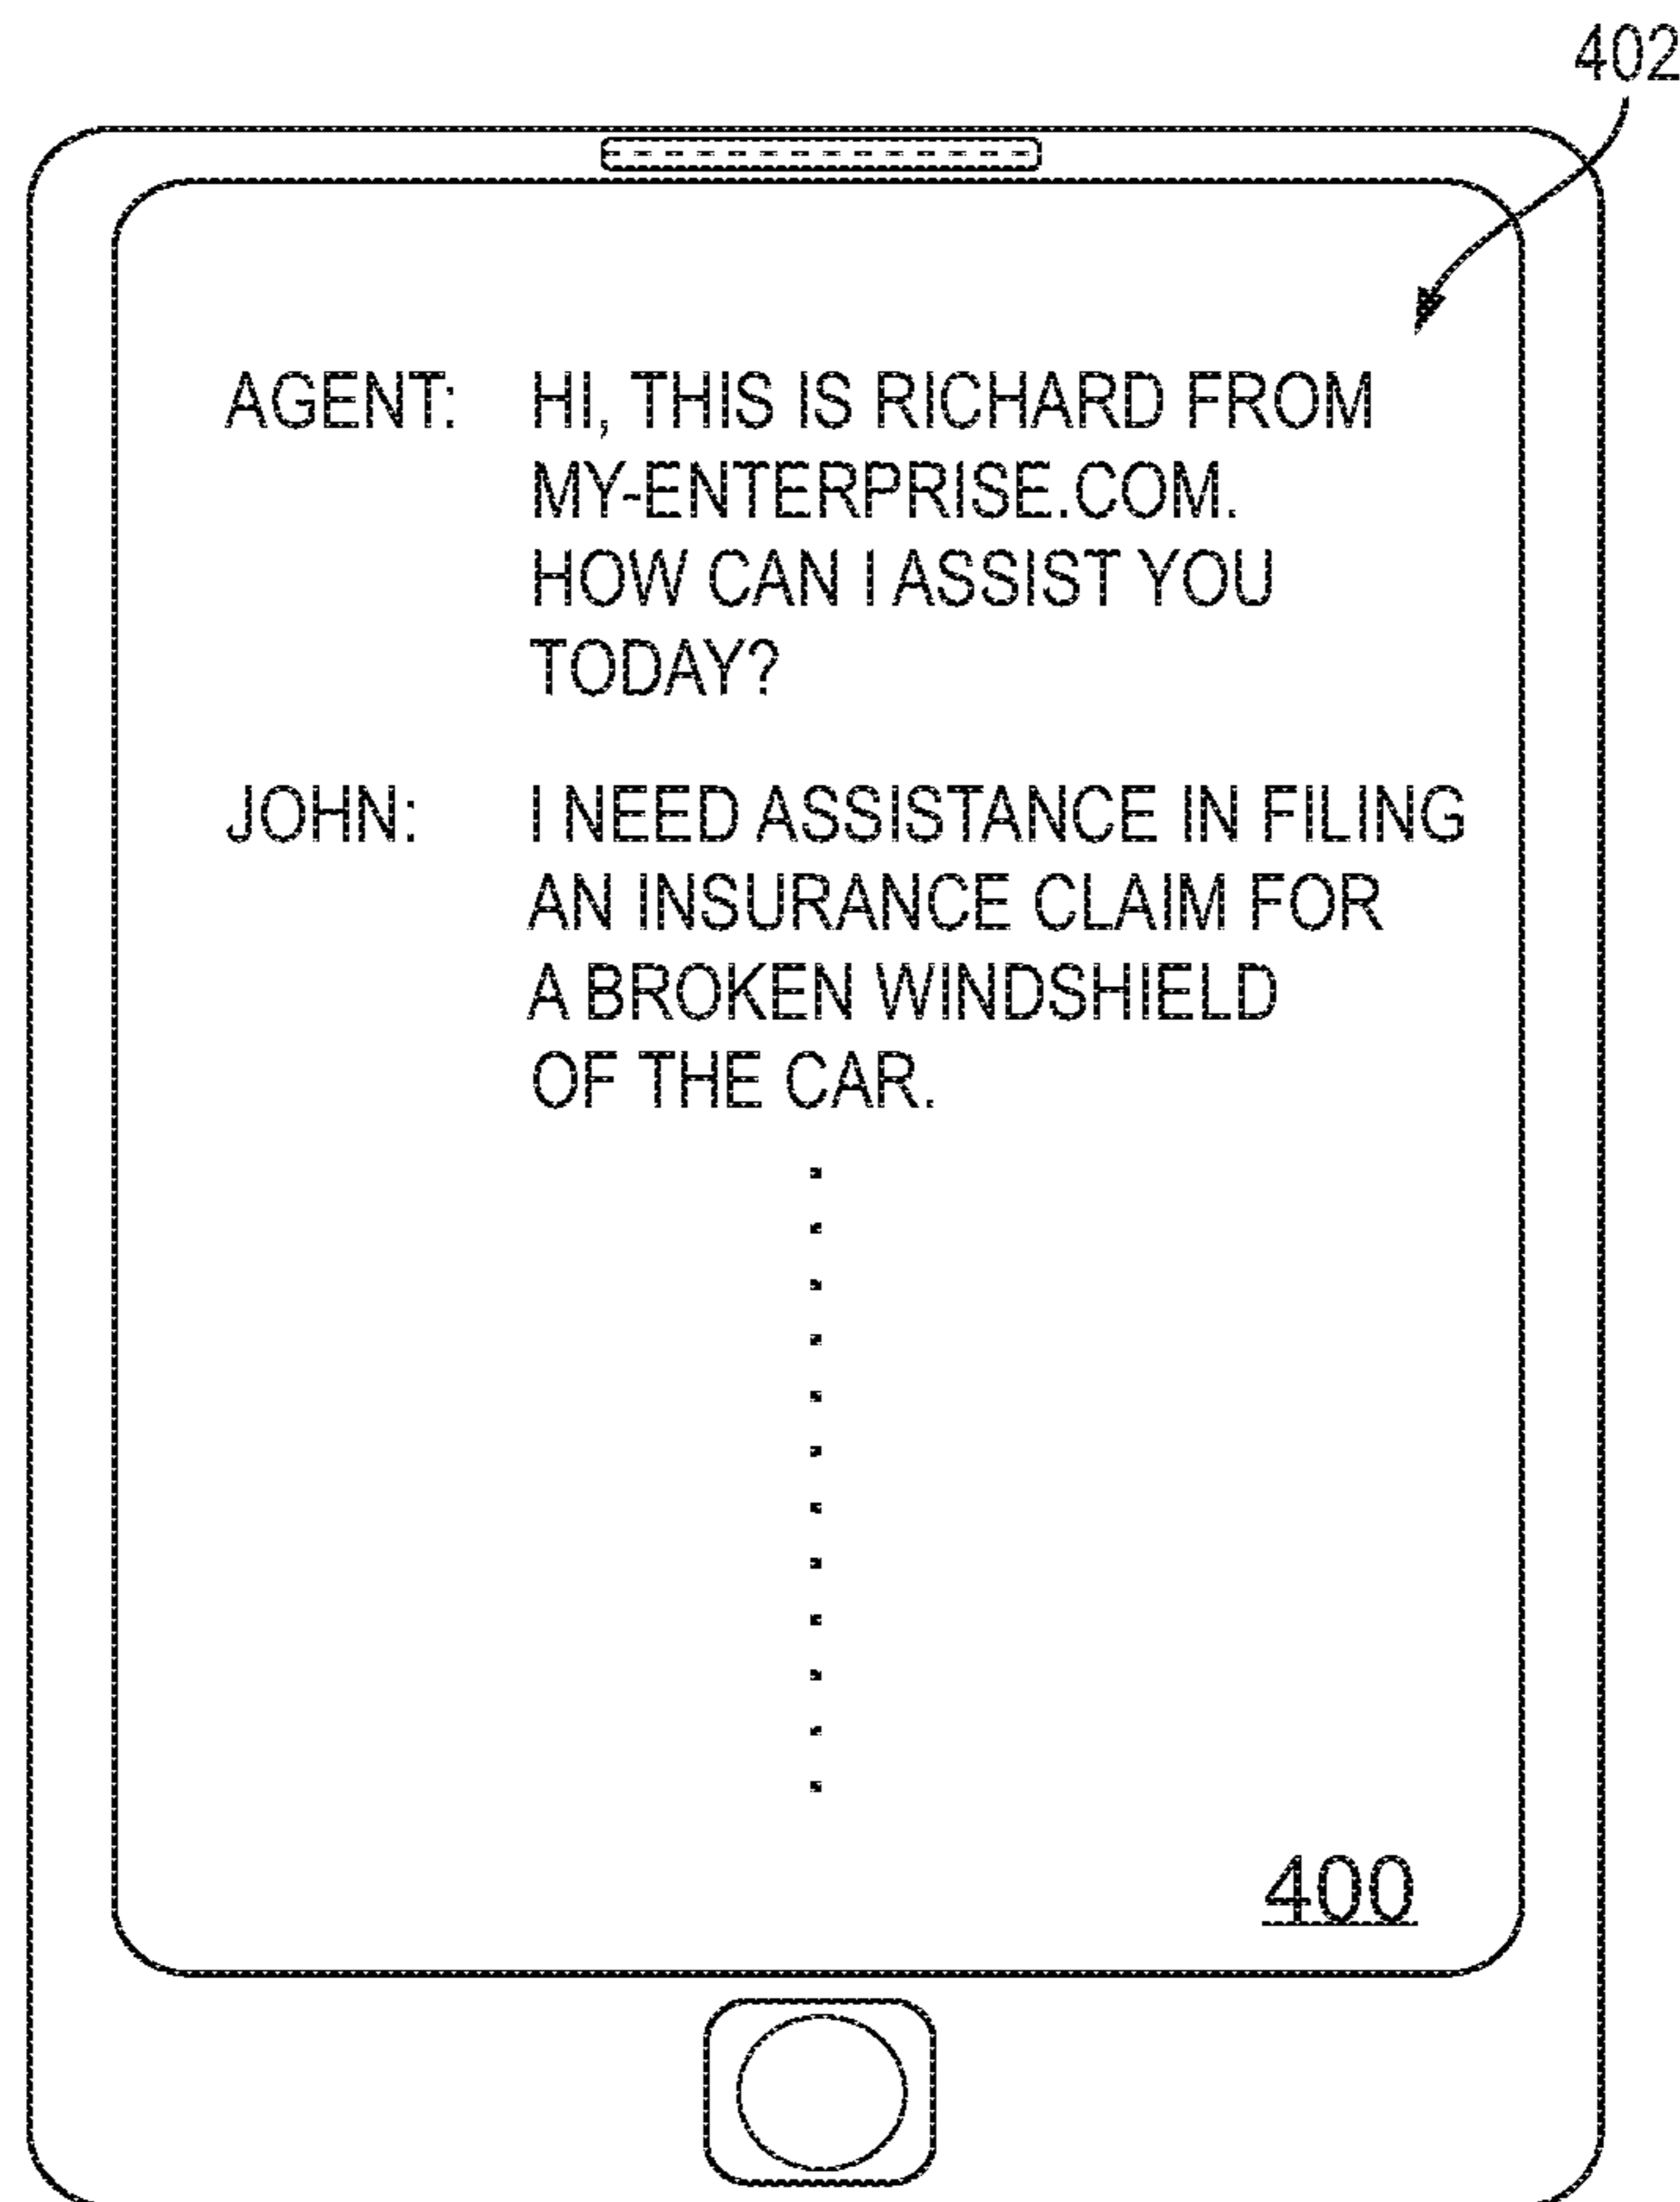 402
AGENT: HI, THIS IS RICHARD FROM
MY-ENTERPRISE.COM.
HOW CAN I ASSIST YOU
TODAY?
JOHN: I NEED ASSISTANCE IN FILING
AN INSURANCE CLAIM FOR
A BROKEN WINDSHIELD
OF THE CAR.
400